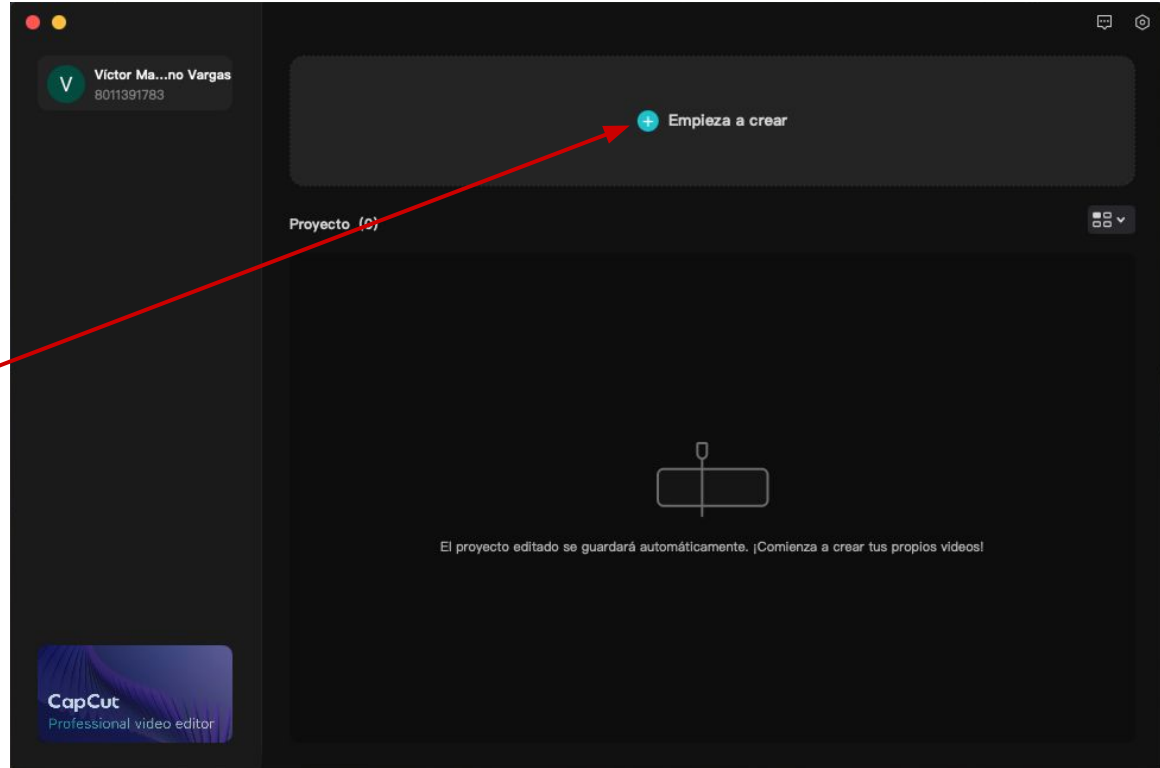 V
Víctor Ma...no Vargas
8011391783
Empieza a crear
Proyecto (0)
El proyecto editado se guardará automáticamente. ¡Comienza a crear tus propios videos!
CapCut
Professional video editor